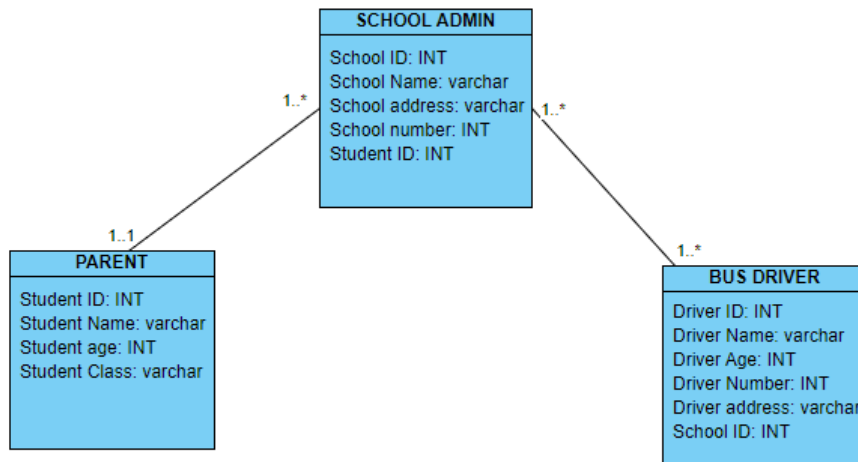 SCHOOL ADMIN
School ID: INT
School Name: varchar
School address: varchar
School number: INT
Student ID: INT
1..*
1..*
1..1
1..*
PARENT
Student ID: INT
Student Name: varchar
Student age: INT
Student Class: varchar
BUS DRIVER
Driver ID: INT
Driver Name: varchar
Driver Age: INT
Driver Number: INT
Driver address: varchar
School ID: INT